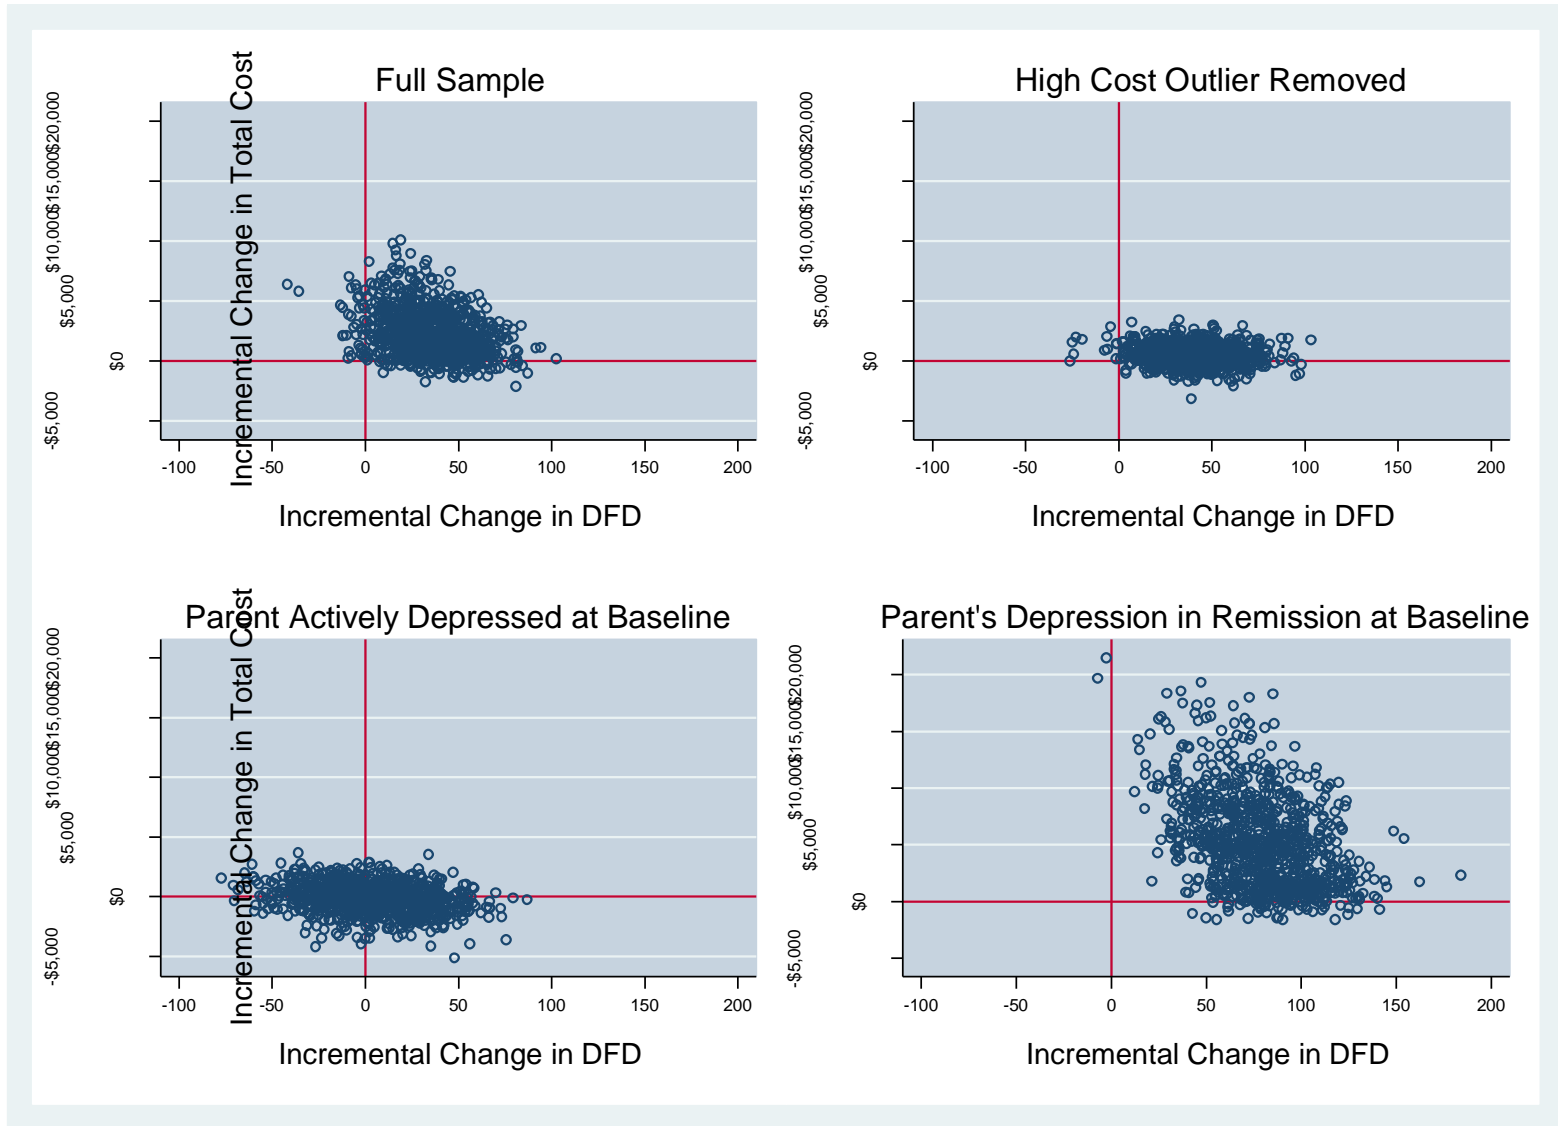 Full Sample
Incremental Change in Total Cost
$20,000
$15,000
$10,000
$5,000
$0
-$5,000
-100 -50 0 50 100 150 200
Incremental Change in DFD
High Cost Outlier Removed
$20,000
$15,000
$10,000
$5,000
$0
-$5,000
-100 -50 0 50 100 150 200
Incremental Change in DFD
Parent Actively Depressed at Baseline
Incremental Change in Total Cost
$20,000
$15,000
$10,000
$5,000
$0
-$5,000
-100 -50 0 50 100 150 200
Incremental Change in DFD
Parent's Depression in Remission at Baseline
$20,000
$15,000
$10,000
$5,000
$0
-$5,000
-100 -50 0 50 100 150 200
Incremental Change in DFD